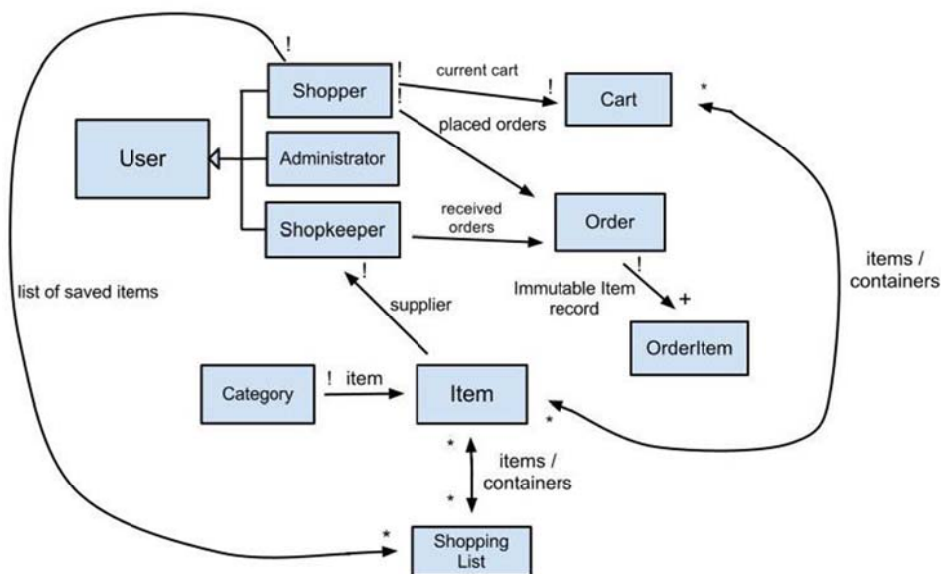 !
Shopper
!
!
current cart
!
Cart
*
placed orders
User
Administrator
Shopkeeper
received
orders
Order
!
!
items /
containers
list of saved items
supplier
Immutable Item
record
+
OrderItem
Category
! item
Item
*
*
items /
containers
*
*
Shopping
List